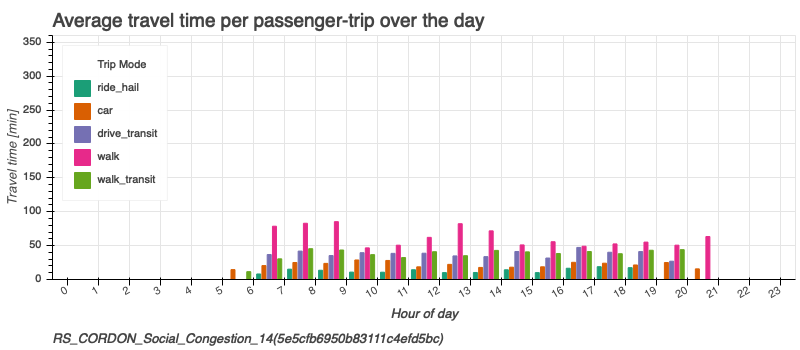 Average travel time per passenger-trip over the day
Travel time [min]
350
300
250
200
150
100
50
0
Trip Mode
ride_hail
car
drive_transit
walk
walk_transit
0 1 2 3 4 5 6 7 8 9 10 11 12 13 14 15 16 17 18 19 20 21 22 23
Hour of day
RS_CORDON_Social_Congestion_14(5e5cfb6950b83111c4efd5bc)